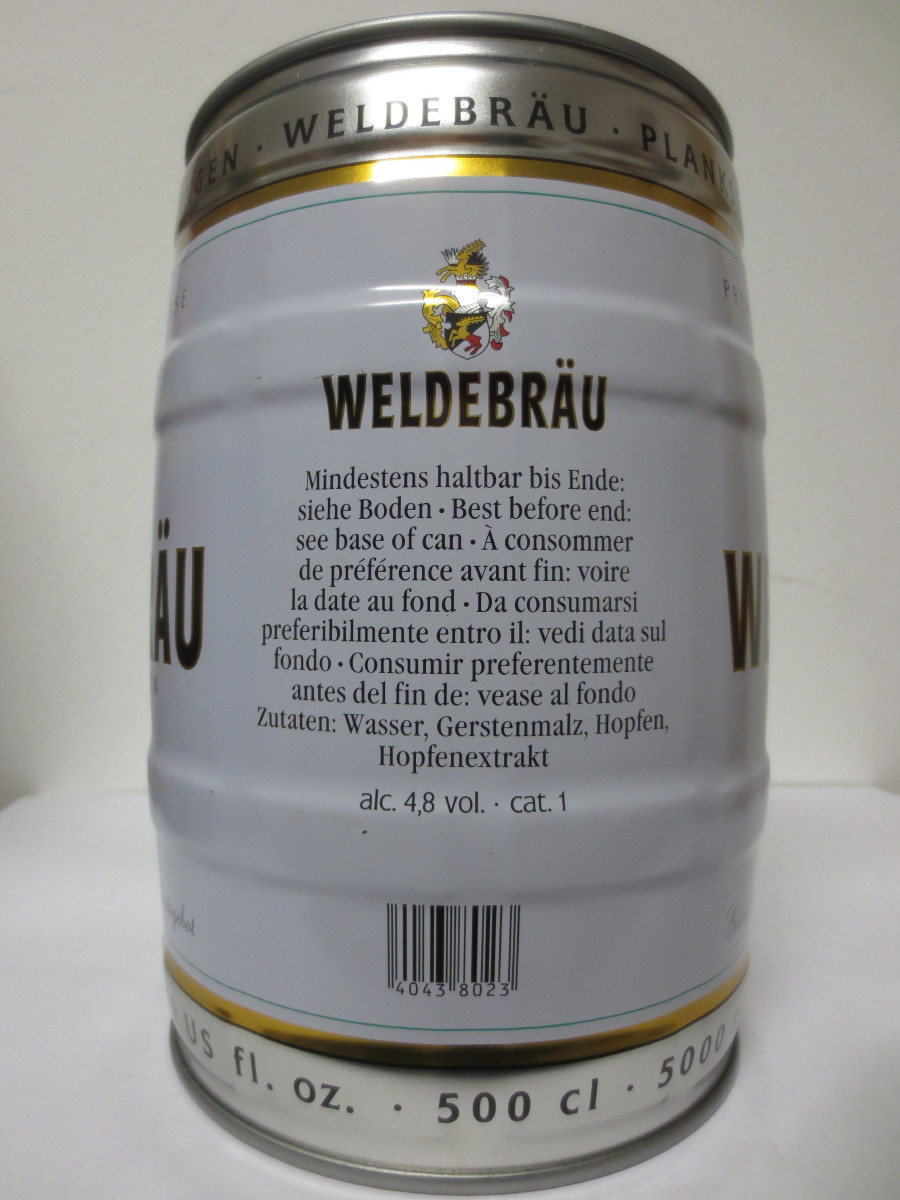 WELDEBRÄU · PLANK
WELDEBRÄU
Mindestens haltbar bis Ende:
siehe Boden · Best before end:
see base of can · À consommer
de préférence avant fin: voire
la date au fond · Da consumarsi
preferibilmente entro il: vedi data sul
fondo · Consumir preferentemente
antes del fin de: vease al fondo
Zutaten: Wasser, Gerstenmalz, Hopfen,
Hopfenextrakt
alc. 4,8 vol. · cat. 1
4043 8023
US fl. oz. · 500 cl · 5000